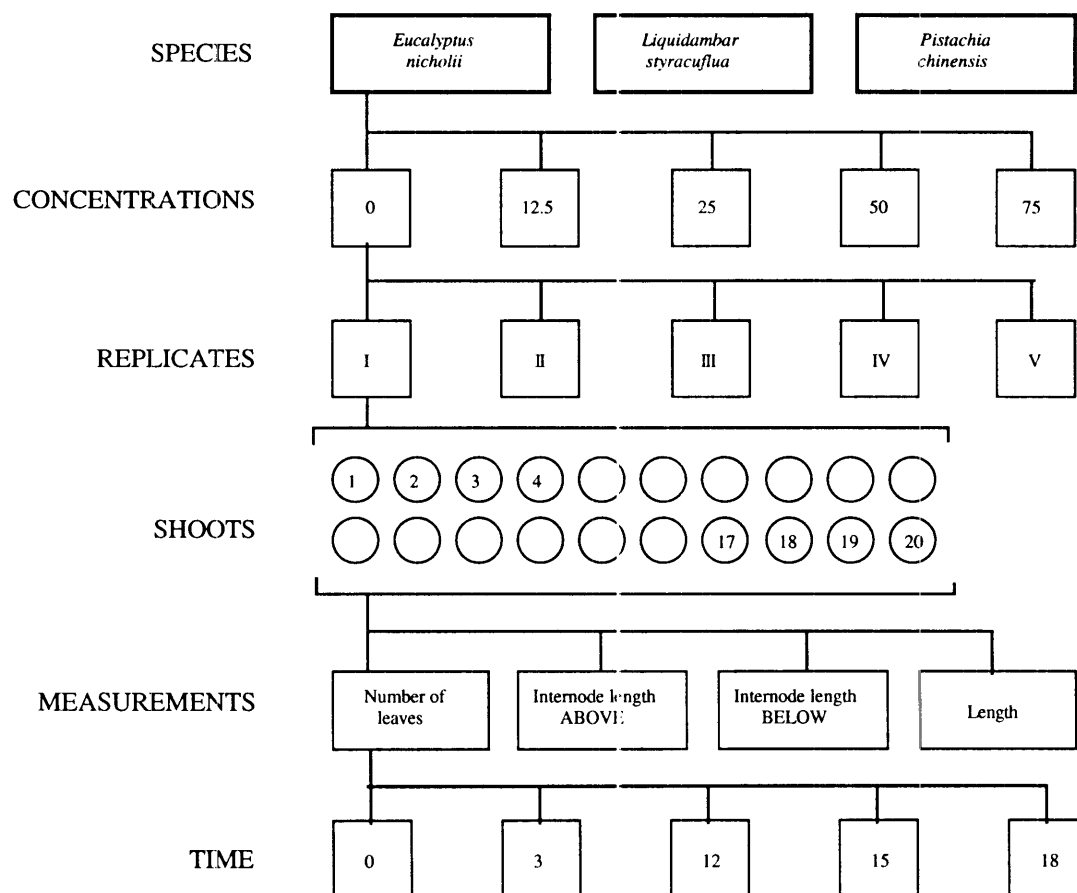 SPECIES
Eucalyptus
nicholii
Liquidambar
styracuflua
Pistachia
chinensis
CONCENTRATIONS
0
12.5
25
50
75
REPLICATES
I
II
III
IV
V
SHOOTS
1
2
3
4
17
18
19
20
MEASUREMENTS
Number of
leaves
Internode length
ABOVE
Internode length
BELOW
Length
TIME
0
3
12
15
18